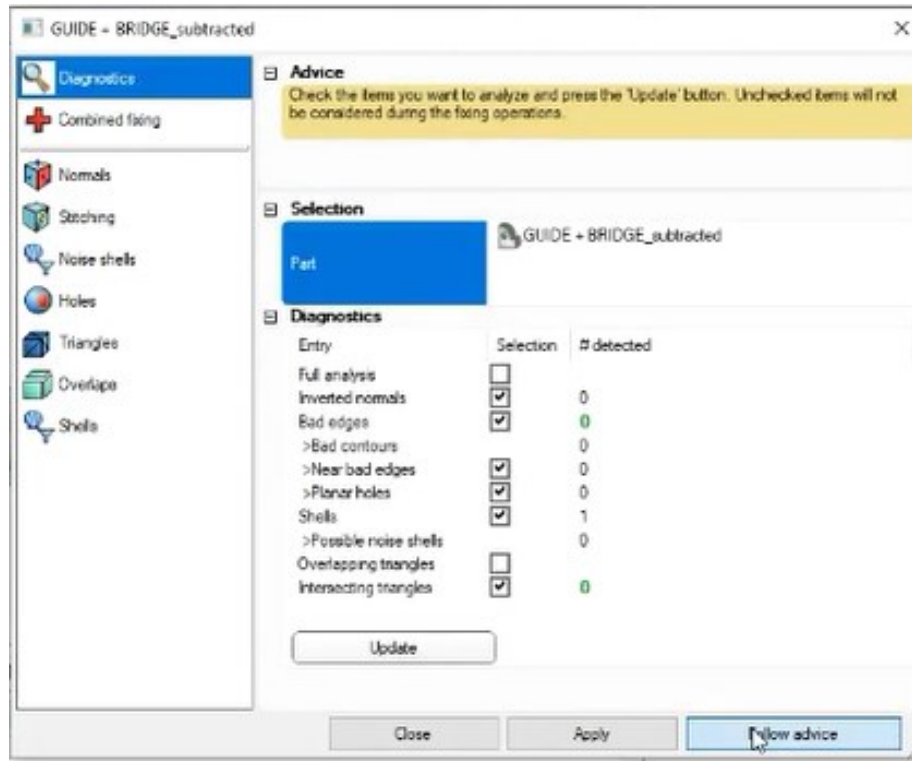 GUIDE + BRIDGE_subtracted
Diagnostics
Combined fixing
Normals
Stitching
Noise shells
Holes
Triangles
Overlaps
Shells
Advice
Check the items you want to analyze and press the 'Update' button. Unchecked items will not
be considered during the fixing operations.
Selection
Part
GUIDE + BRIDGE_subtracted
Diagnostics
Entry Selection # detected
Full analysis
Inverted normals 0
Bad edges 0
>Bad contours 0
>Near bad edges 0
>Planar holes 0
Shells 1
>Possible noise shells 0
Overlapping triangles
Intersecting triangles 0
Update
Close Apply Follow advice